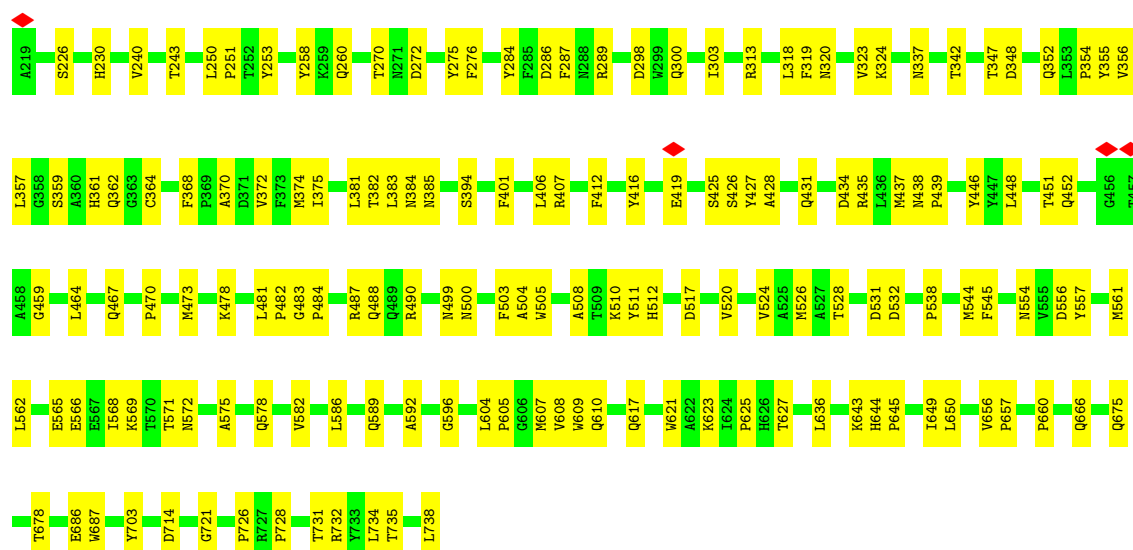 A219 S226 H230 V240 T243 L250 P251 T252 Y253 Y258 K259 Q260 T270 N271 D272 Y275 F276 Y284 F285 D286 F287 N288 R289 D298 W299 Q300 I303 R313 L318 F319 N320 V323 K324 N337 T342 T347 D348 Q352 L353 P354 Y355 V356
L357 G358 S359 A360 H361 Q362 G363 C364 F368 P369 A370 D371 V372 F373 M374 I375 L381 T382 L383 N384 N385 S394 F401 L406 R407 F412 Y416 E419 S425 S426 Y427 A428 Q431 D434 R435 L436 M437 N438 P439 Y446 Y447 L448 T451 Q452 G456 T457
A458 G459 L464 Q467 P470 M473 K478 L481 P482 G483 P484 R487 Q488 Q489 R490 N499 N500 F503 A504 W505 A508 T509 K510 Y511 H512 D517 V520 V524 A525 M526 A527 T528 D531 D532 P538 M544 F545 N554 V555 D556 Y557 M561
L562 E565 E566 E567 I568 K569 T570 T571 N572 A575 Q578 V582 L586 Q589 A592 G596 L604 P605 G606 M607 V608 W609 Q610 Q617 W621 A622 K623 I624 P625 H626 T627 L636 K643 H644 P645 I649 L650 V656 P657 P660 Q666 Q675
T678 E686 W687 Y703 D714 G721 P726 R727 P728 T731 R732 Y733 L734 T735 L738